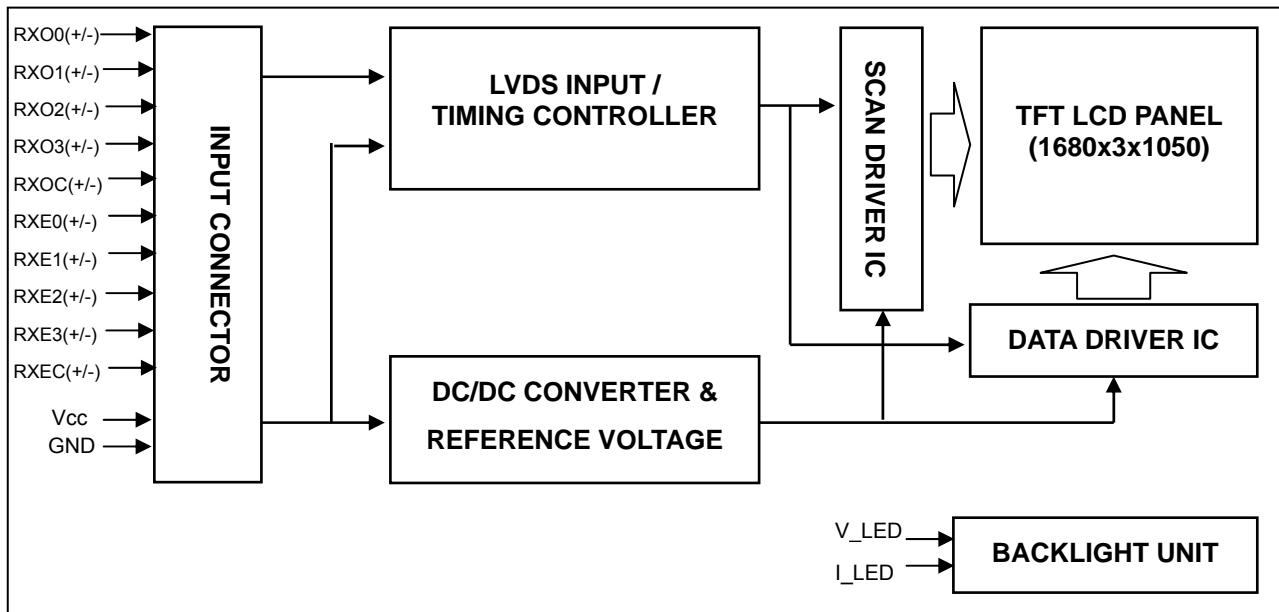 RXO0(+/-)
RXO1(+/-)
RXO2(+/-)
RXO3(+/-)
RXOC(+/-)
RXE0(+/-)
RXE1(+/-)
RXE2(+/-)
RXE3(+/-)
RXEC(+/-)
Vcc
GND
INPUT CONNECTOR
LVDS INPUT /
TIMING CONTROLLER
DC/DC CONVERTER &
REFERENCE VOLTAGE
SCAN DRIVER IC
TFT LCD PANEL
(1680x3x1050)
DATA DRIVER IC
V_LED
I_LED
BACKLIGHT UNIT